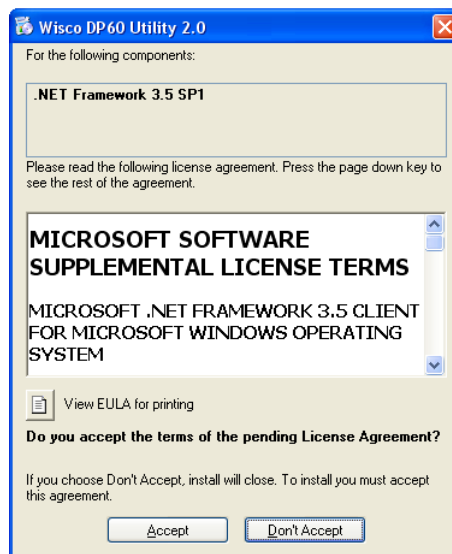 Wisco DP60 Utility 2.0
For the following components:
.NET Framework 3.5 SP1
Please read the following license agreement. Press the page down key to
see the rest of the agreement.
MICROSOFT SOFTWARE
SUPPLEMENTAL LICENSE TERMS
MICROSOFT .NET FRAMEWORK 3.5 CLIENT
FOR MICROSOFT WINDOWS OPERATING
SYSTEM
View EULA for printing
Do you accept the terms of the pending License Agreement?
If you choose Don't Accept, install will close. To install you must accept
this agreement.
Accept
Don't Accept